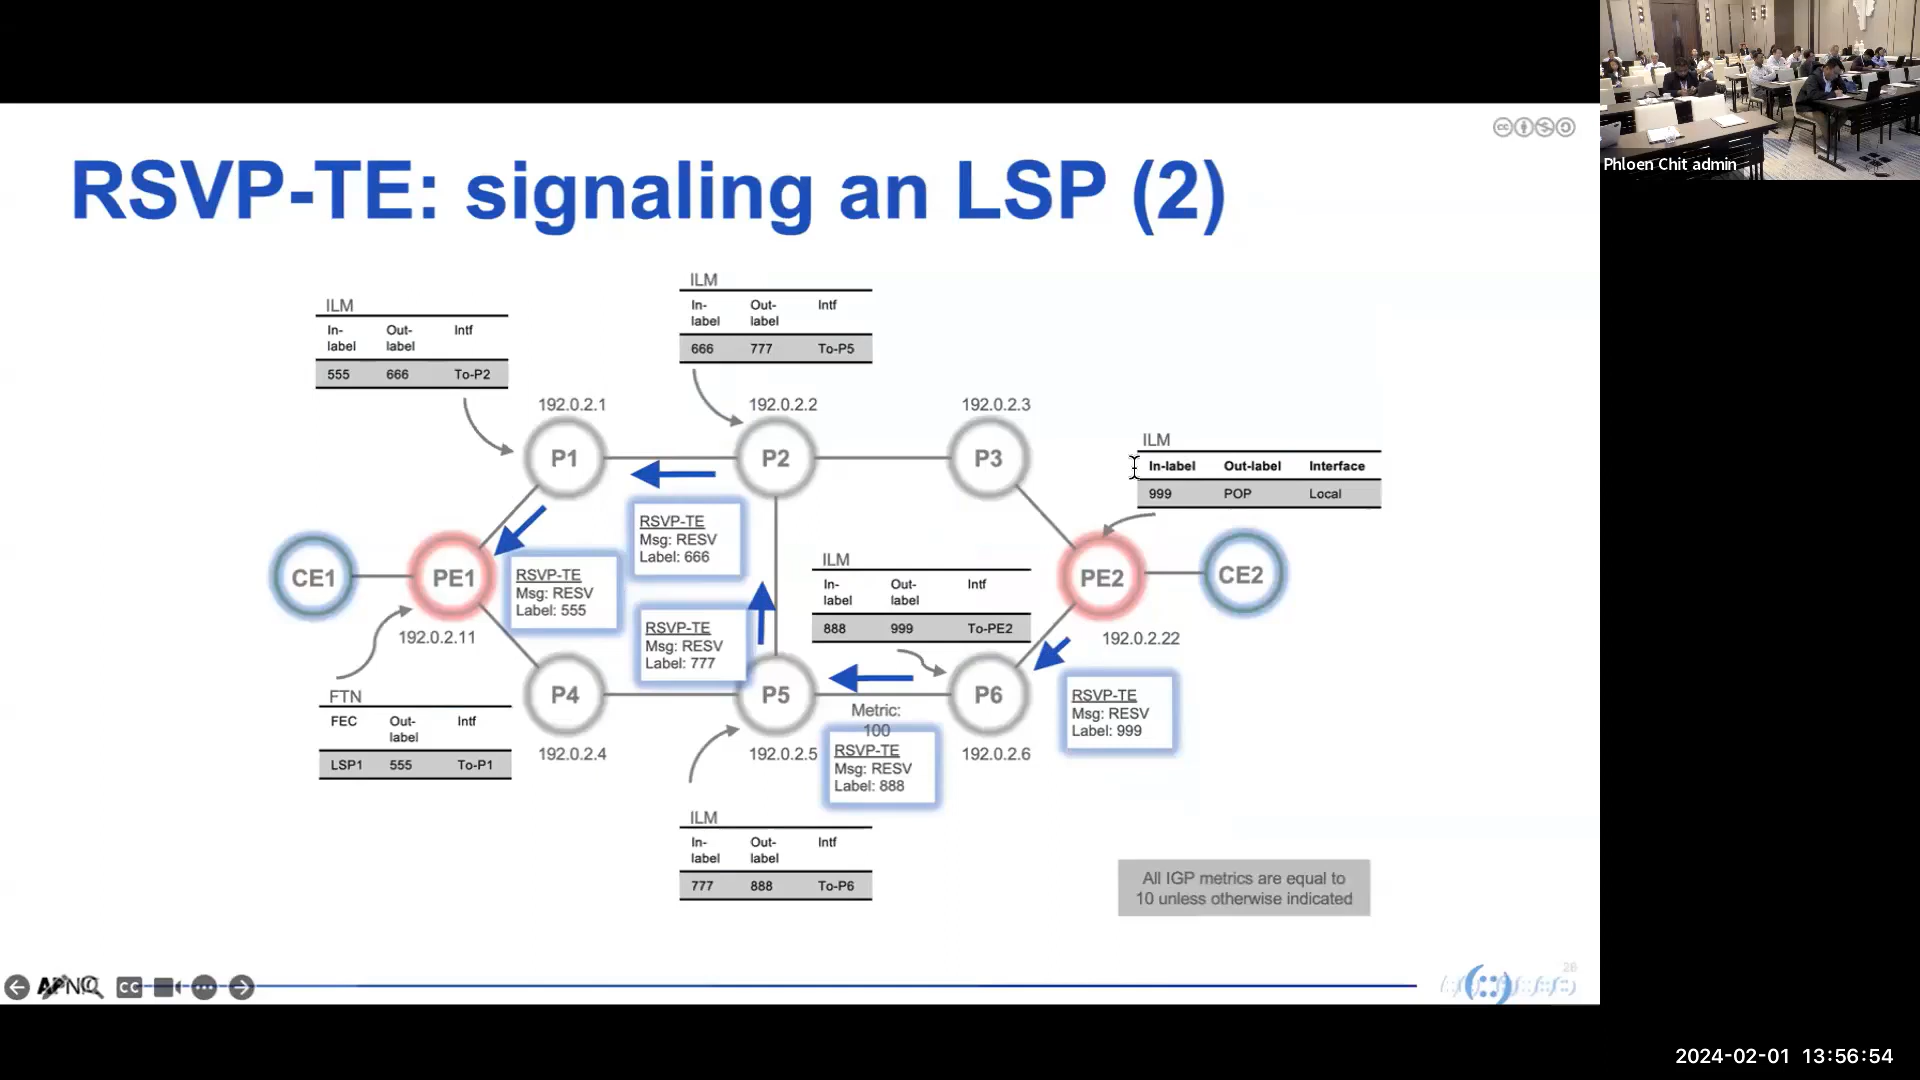 Phloen Chit admin
RSVP-TE: signaling an LSP (2)
ILM
In-label Out-label Intf
555 666 To-P2
ILM
In-label Out-label Intf
666 777 To-P5
192.0.2.1
192.0.2.2
192.0.2.3
P1
P2
P3
ILM
In-label Out-label Interface
999 POP Local
RSVP-TE
Msg: RESV
Label: 666
CE1
PE1
RSVP-TE
Msg: RESV
Label: 555
ILM
In-label Out-label Intf
888 999 To-PE2
PE2
CE2
192.0.2.11
192.0.2.22
RSVP-TE
Msg: RESV
Label: 777
FTN
FEC Out-label Intf
LSP1 555 To-P1
P4
P5
P6
192.0.2.4
192.0.2.5
192.0.2.6
Metric:
100
RSVP-TE
Msg: RESV
Label: 888
RSVP-TE
Msg: RESV
Label: 999
ILM
In-label Out-label Intf
777 888 To-P6
All IGP metrics are equal to
10 unless otherwise indicated
CC
28
2024-02-01 13:56:54